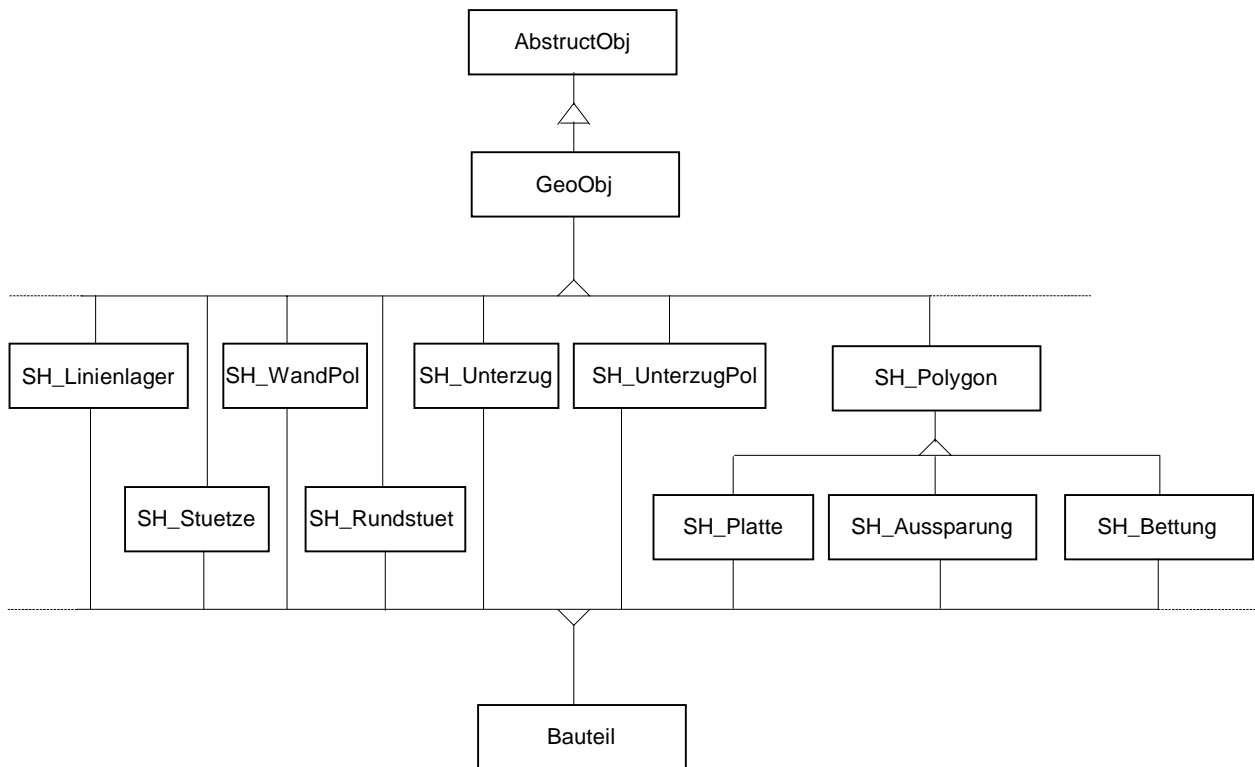 AbstructObj
GeoObj
SH_Linienlager
SH_WandPol
SH_Unterzug
SH_UnterzugPol
SH_Polygon
SH_Stuetze
SH_Rundstuet
SH_Platte
SH_Aussparung
SH_Bettung
Bauteil